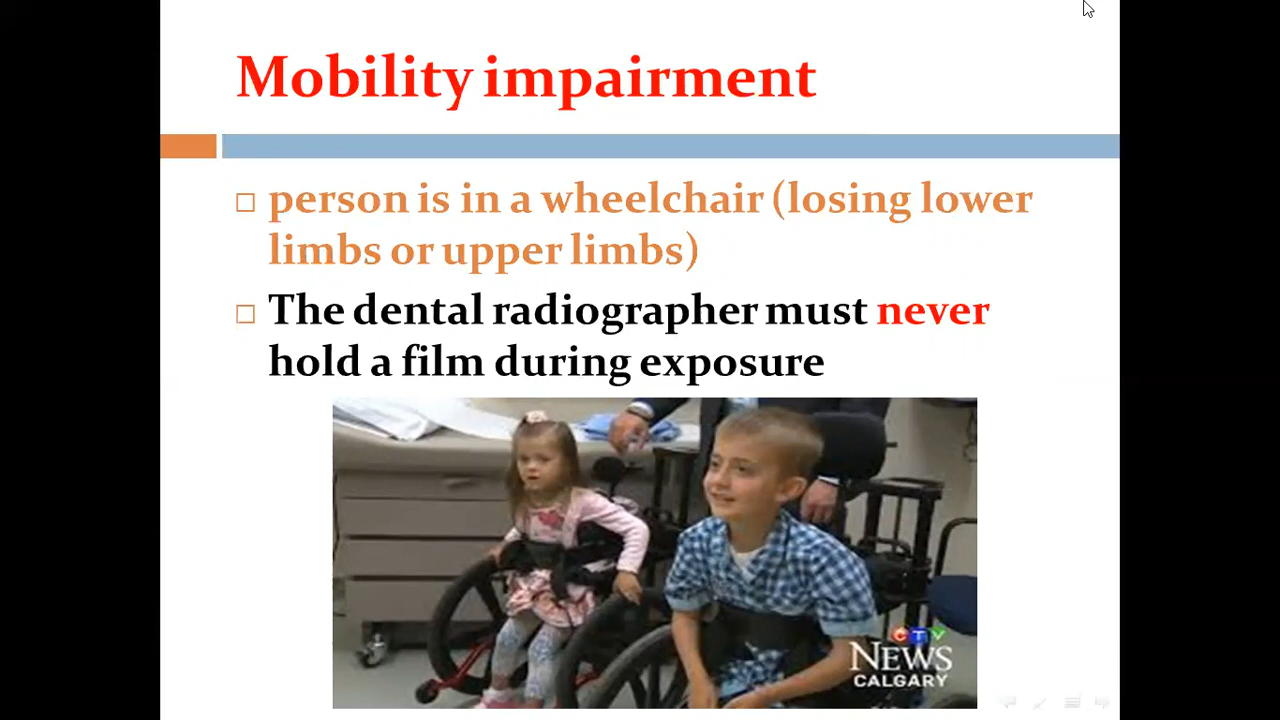 Mobility impairment
person is in a wheelchair (losing lower
limbs or upper limbs)
The dental radiographer must never
hold a film during exposure
CTV
NEWS
CALGARY